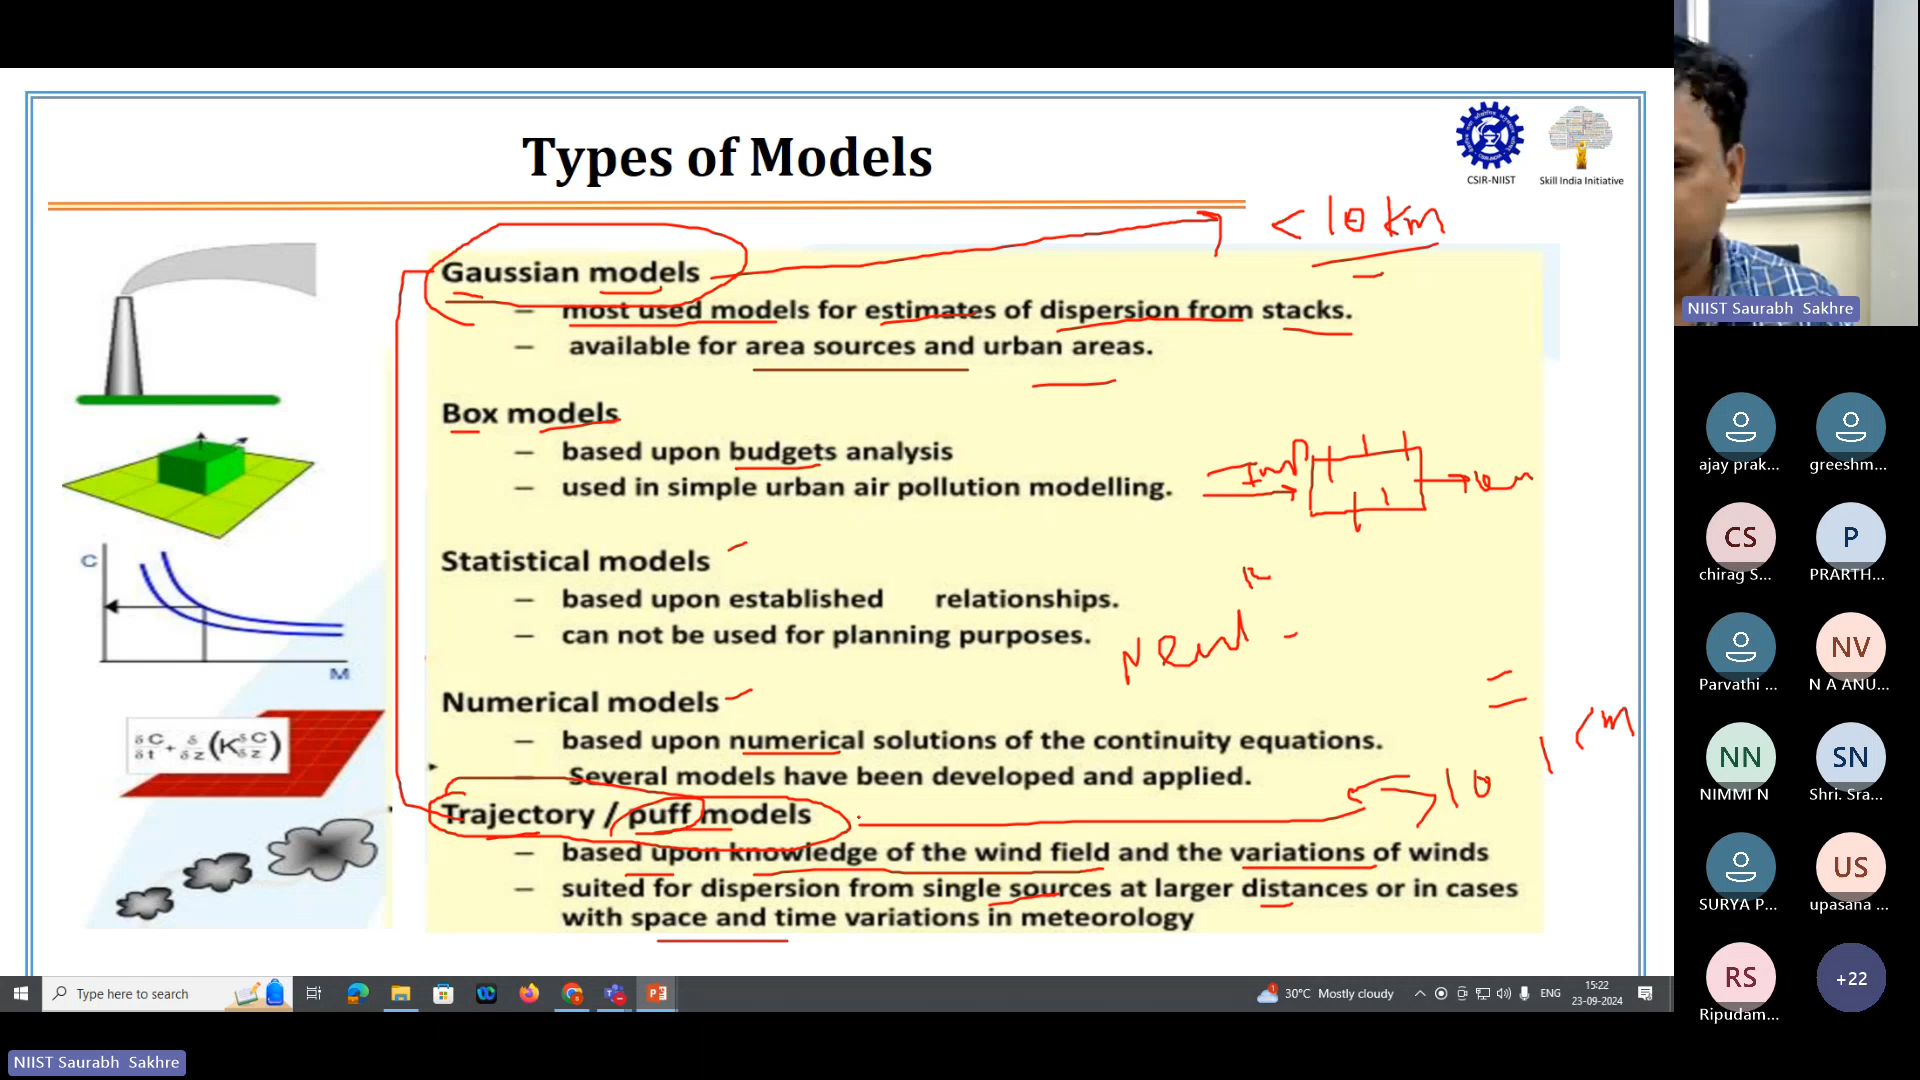 Types of Models
CSIR-NIIST
Skill India Initiative
< 10 km
Gaussian models
– most used models for estimates of dispersion from stacks.
– available for area sources and urban areas.
Box models
– based upon budgets analysis
– used in simple urban air pollution modelling.
Statistical models
– based upon established relationships.
– can not be used for planning purposes.
Numerical models
– based upon numerical solutions of the continuity equations.
– Several models have been developed and applied.
Trajectory / puff models
– based upon knowledge of the wind field and the variations of winds
– suited for dispersion from single sources at larger distances or in cases
with space and time variations in meteorology
10
C
M
δC/δt + δ/δz (K δC/δz)
NIIST Saurabh Sakhre
ajay prak...
greeshm...
CS
chirag S...
P
PRARTH...
Parvathi ...
NV
N A ANU...
NN
NIMMI N
SN
Shri. Sra...
SURYA P...
US
upasana ...
RS
Ripudam...
+22
Type here to search
1
30°C Mostly cloudy
ENG
15:22
23-09-2024
NIIST Saurabh Sakhre